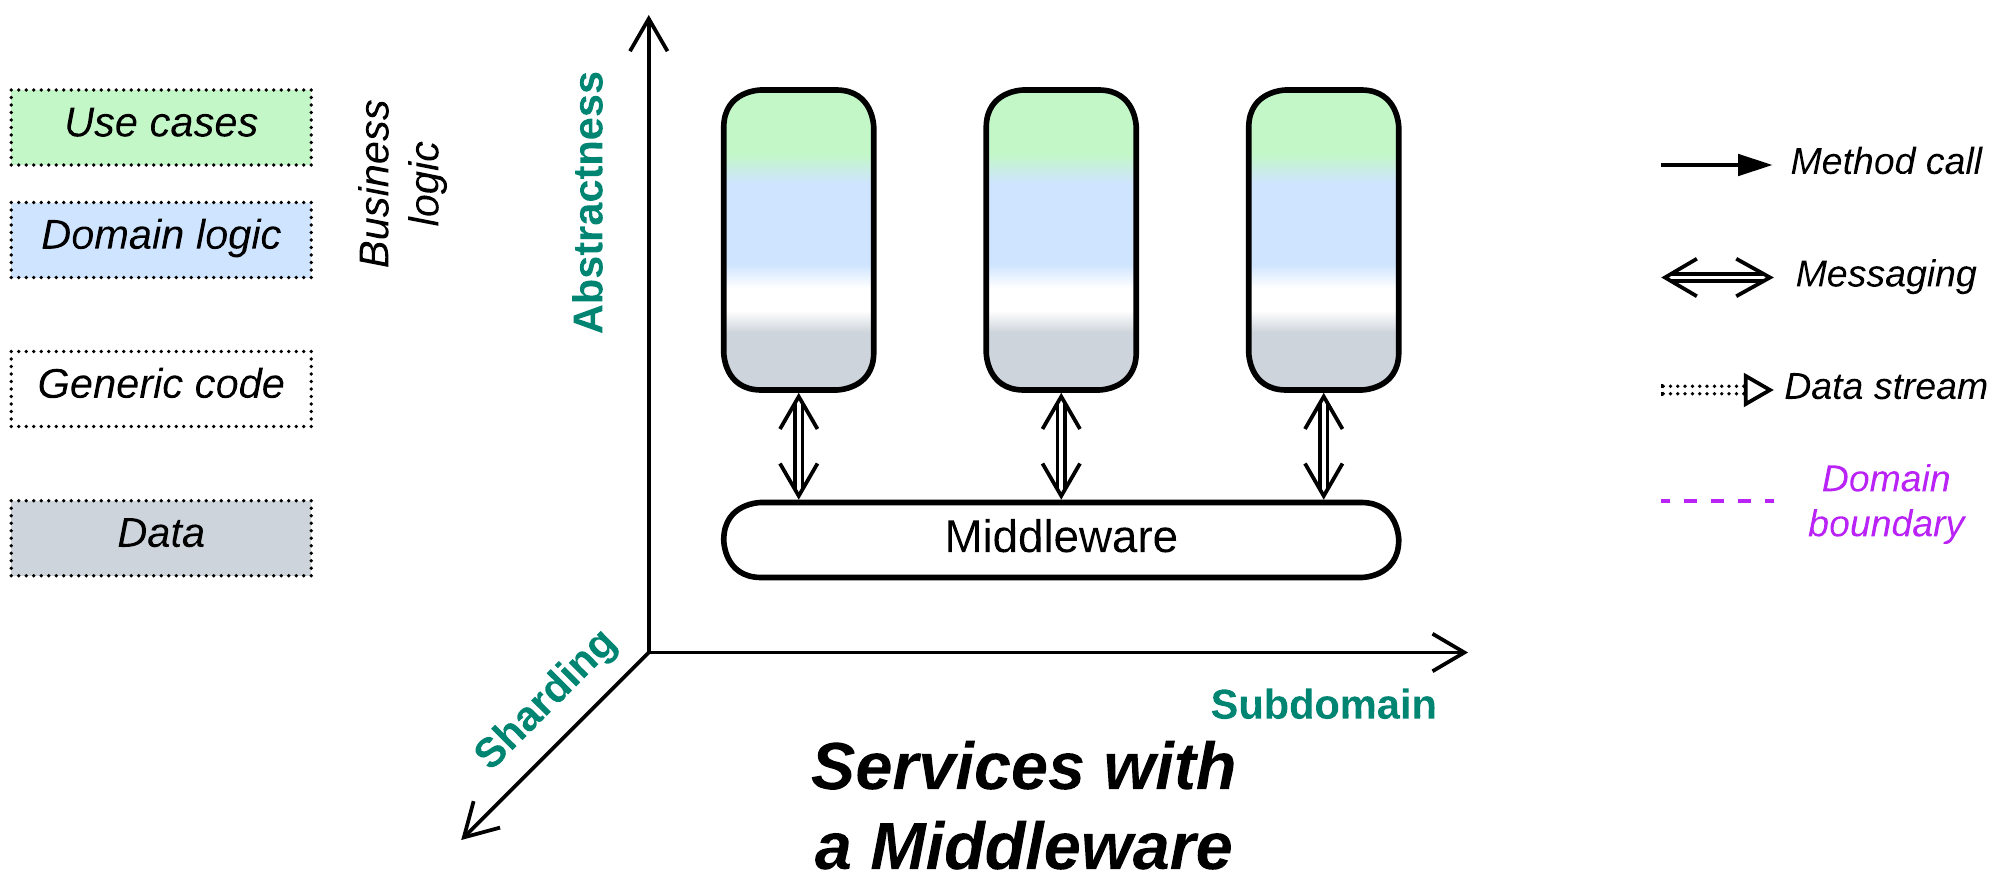 Use cases
Domain logic
Business
logic
Generic code
Data
Abstractness
Sharding
Subdomain
Middleware
Method call
Messaging
Data stream
Domain
boundary
Services with
a Middleware